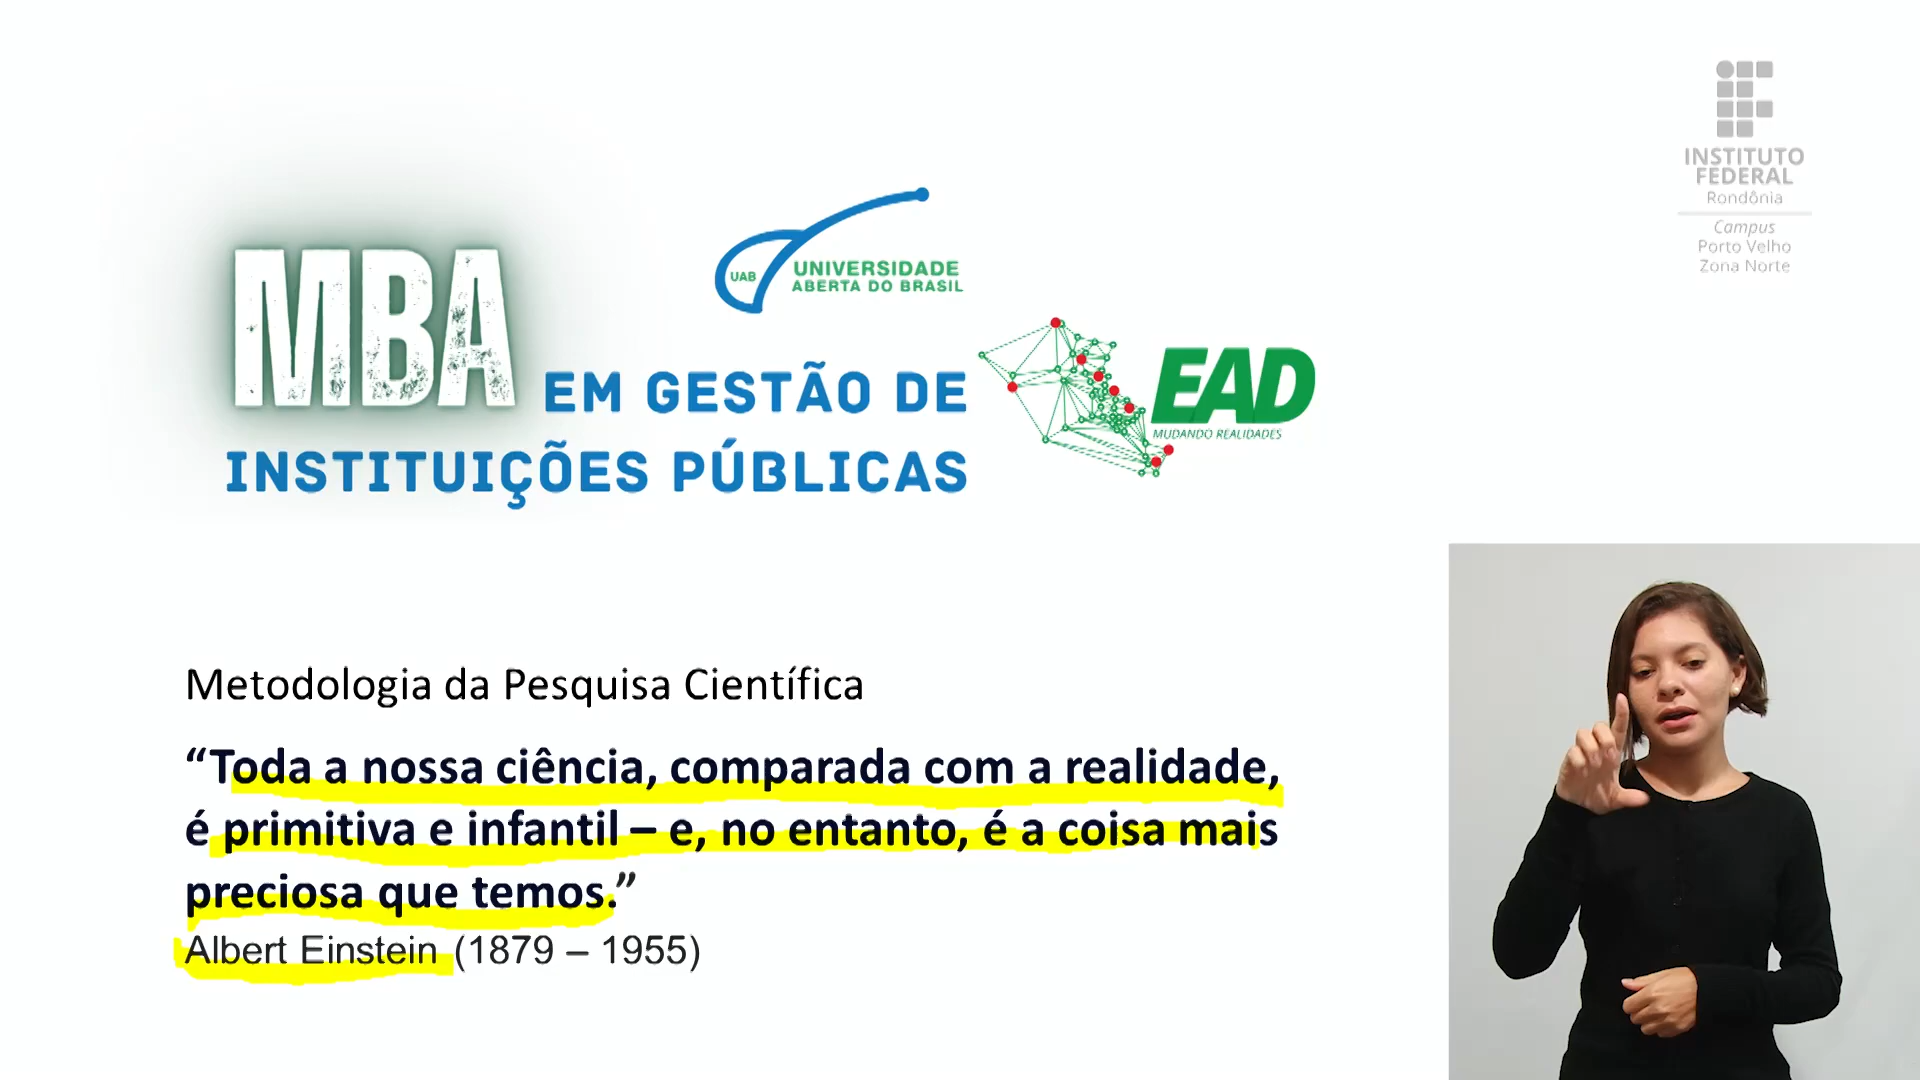 INSTITUTO
FEDERAL
Rondônia
Campus
Porto Velho
Zona Norte
UAB
UNIVERSIDADE
ABERTA DO BRASIL
MBA EM GESTÃO DE
INSTITUIÇÕES PÚBLICAS
EAD
MUDANDO REALIDADES
Metodologia da Pesquisa Científica
“Toda a nossa ciência, comparada com a realidade,
é primitiva e infantil – e, no entanto, é a coisa mais
preciosa que temos.”
Albert Einstein (1879 – 1955)